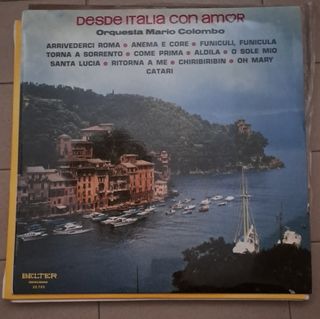 DESDE ITALIA CON AMOR
Orquesta Mario Colombo
ARRIVEDERCI ROMA • ANEMA E CORE • FUNICULI, FUNICULA
TORNA A SORRENTO • COME PRIMA • ALDILA • O SOLE MIO
SANTA LUCIA • RITORNA A ME • CHIRIBIRIBIN • OH MARY
CATARI
BELTER